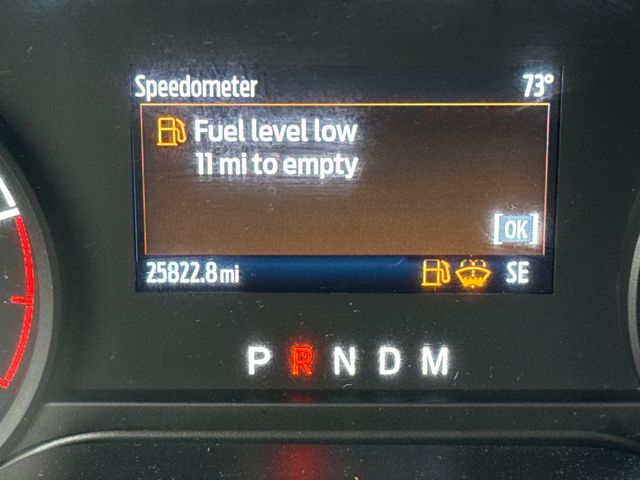 Speedometer 73°
Fuel level low
11 mi to empty
[OK]
25822.8 mi SE
P R N D M